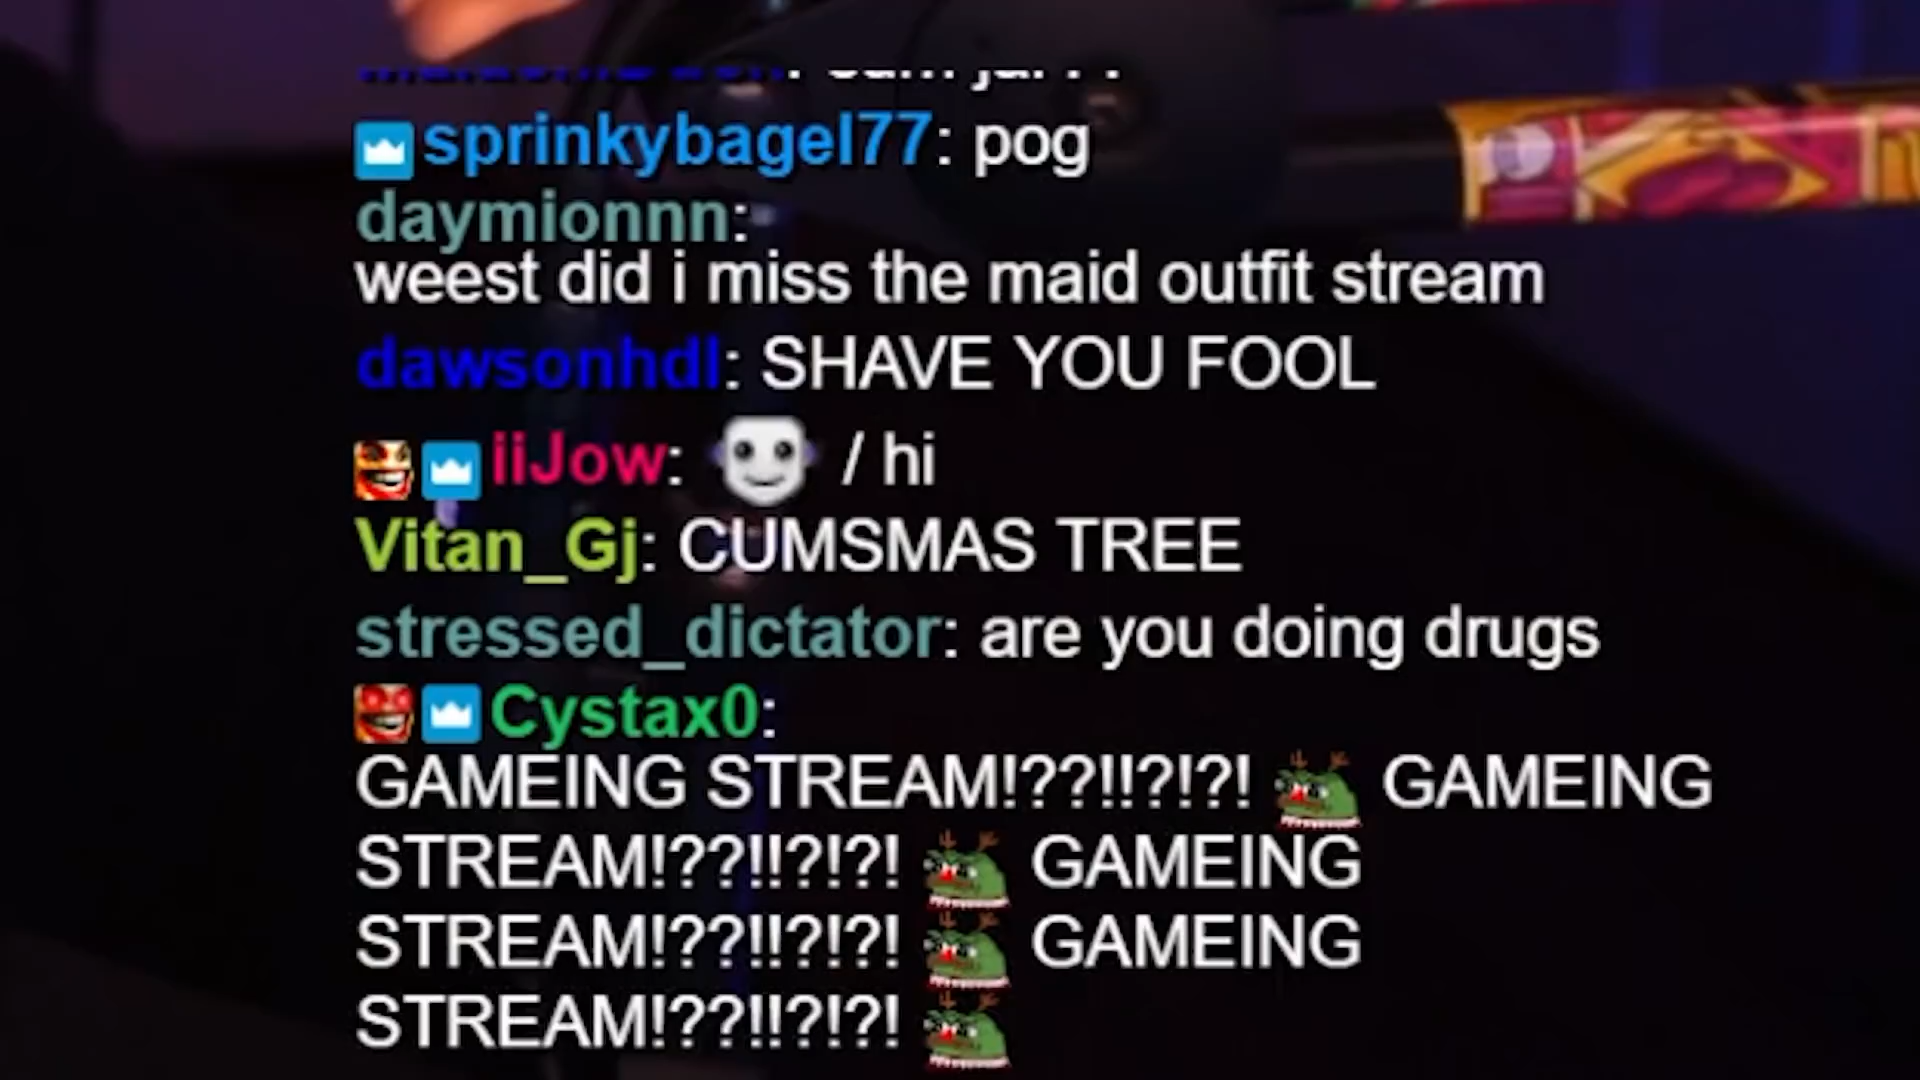 sprinkybagel77: pog
daymionnn:
weest did i miss the maid outfit stream
dawsonhdl: SHAVE YOU FOOL
iiJow: / hi
Vitan_Gj: CUMSMAS TREE
stressed_dictator: are you doing drugs
Cystax0:
GAMEING STREAM!??!!?!?! GAMEING
STREAM!??!!?!?! GAMEING
STREAM!??!!?!?! GAMEING
STREAM!??!!?!?!